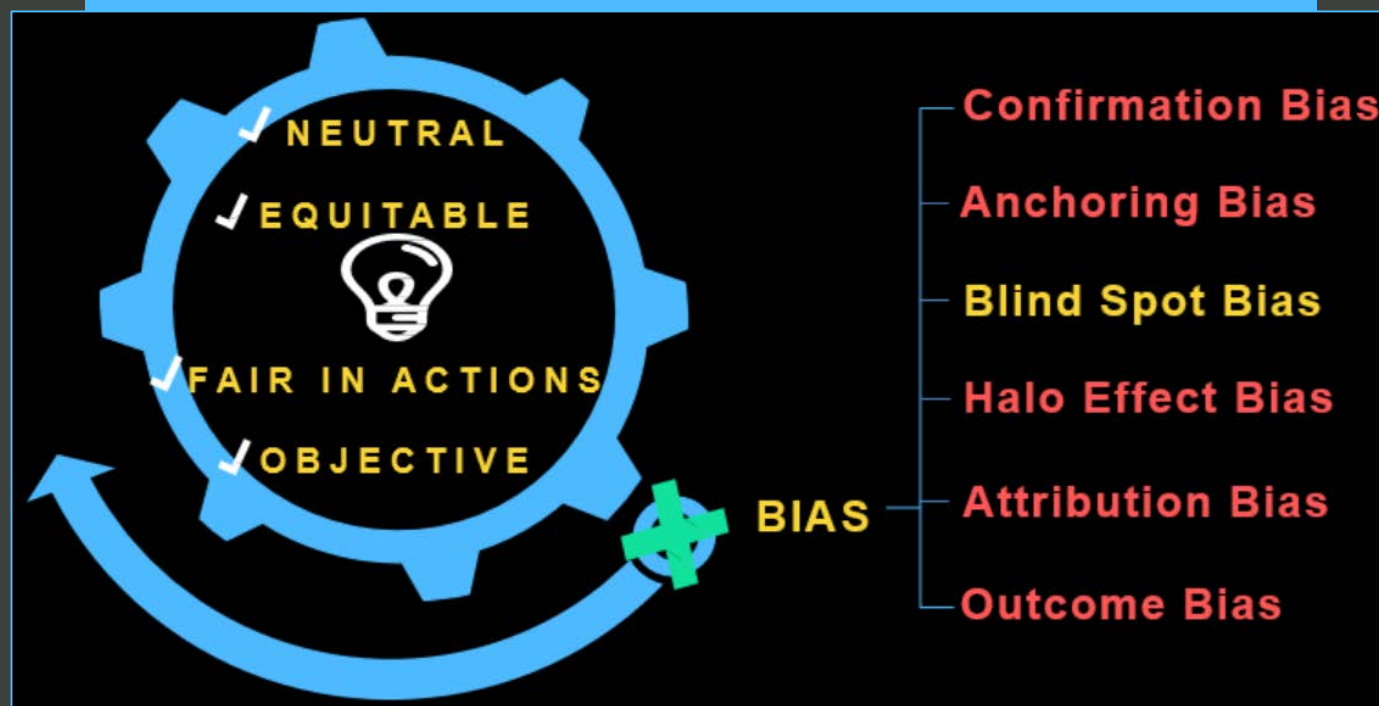 NEUTRAL
EQUITABLE
FAIR IN ACTIONS
OBJECTIVE
BIAS
Confirmation Bias
Anchoring Bias
Blind Spot Bias
Halo Effect Bias
Attribution Bias
Outcome Bias